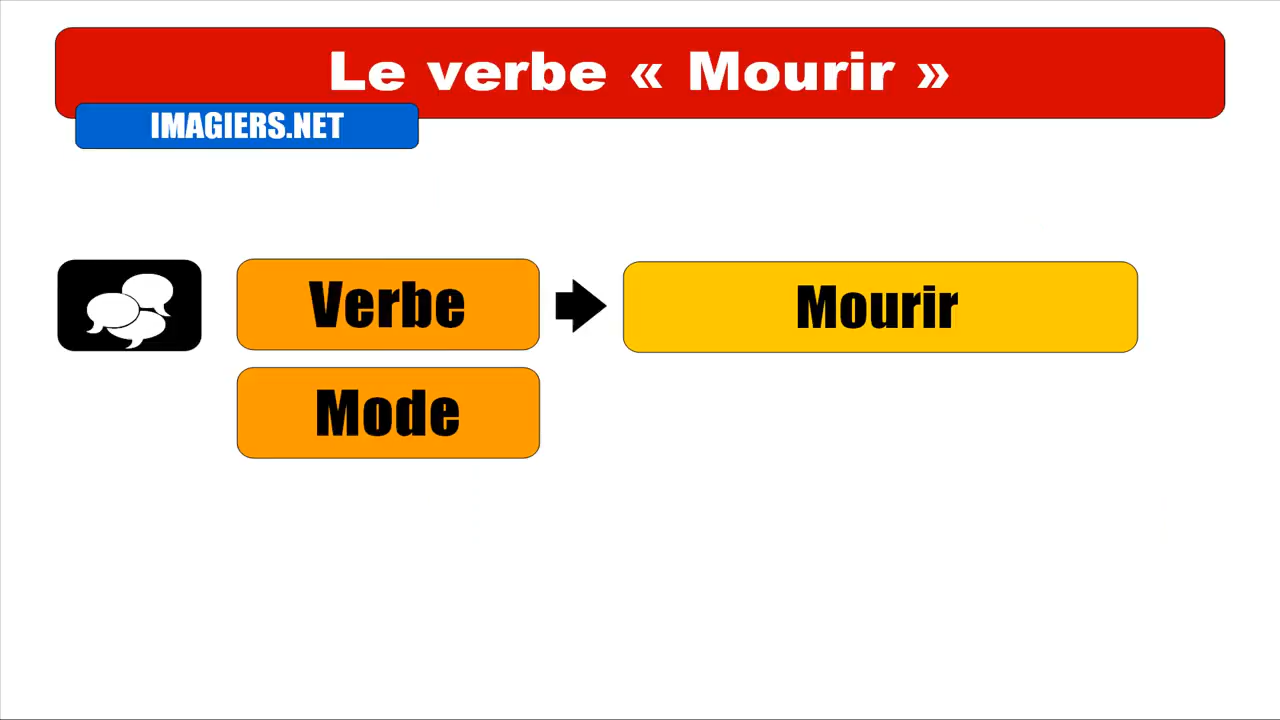 Le verbe « Mourir »
IMAGIERS.NET
Verbe
Mourir
Mode